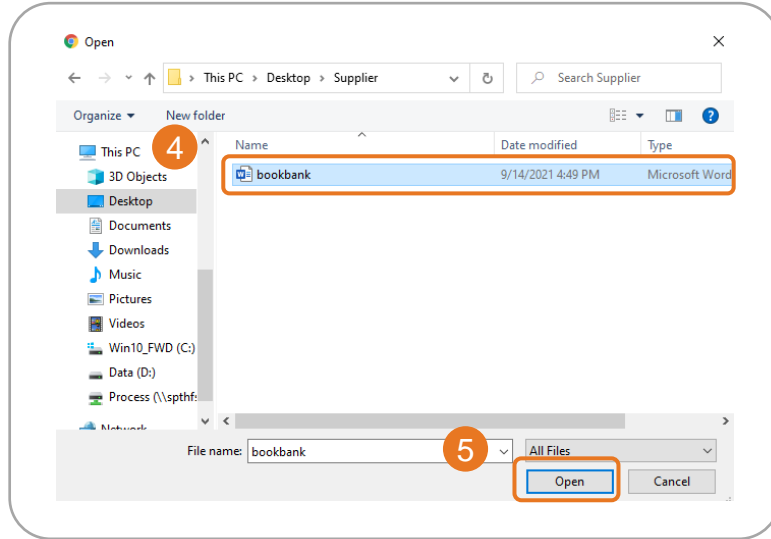 Open
This PC > Desktop > Supplier
Search Supplier
Organize New folder
4
This PC
3D Objects
Desktop
Documents
Downloads
Music
Pictures
Videos
Win10_FWD (C:)
Data (D:)
Process (\\spthf
Network
Name Date modified Type
bookbank 9/14/2021 4:49 PM Microsoft Word
File name: bookbank
5
All Files
Open Cancel